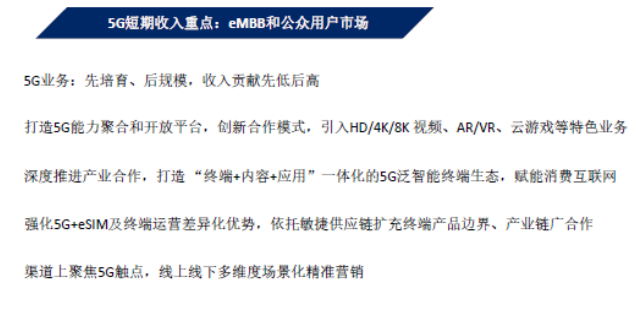 5G短期收入重点：eMBB和公众用户市场
5G业务：先培育、后规模，收入贡献先低后高
打造5G能力聚合和开放平台，创新合作模式，引入HD/4K/8K 视频、AR/VR、云游戏等特色业务
深度推进产业合作，打造 “终端+内容+应用” 一体化的5G泛智能终端生态，赋能消费互联网
强化5G+eSIM及终端运营差异化优势，依托敏捷供应链扩充终端产品边界、产业链广合作
渠道上聚焦5G触点，线上线下多维度场景化精准营销